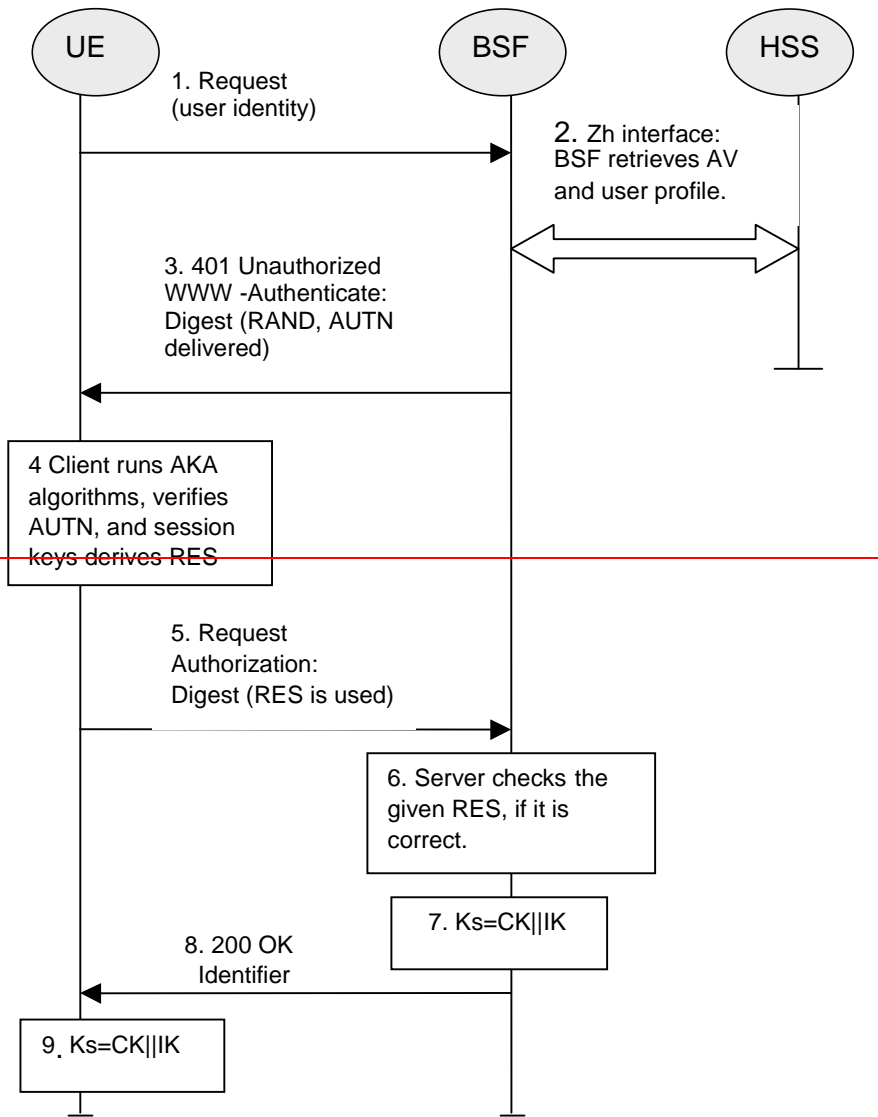 UE
BSF
HSS
1. Request
(user identity)
2. Zh interface:
BSF retrieves AV
and user profile.
3. 401 Unauthorized
WWW -Authenticate:
Digest (RAND, AUTN
delivered)
4 Client runs AKA
algorithms, verifies
AUTN, and session
keys derives RES
5. Request
Authorization:
Digest (RES is used)
6. Server checks the
given RES, if it is
correct.
7. Ks=CK||IK
8. 200 OK
Identifier
9. Ks=CK||IK